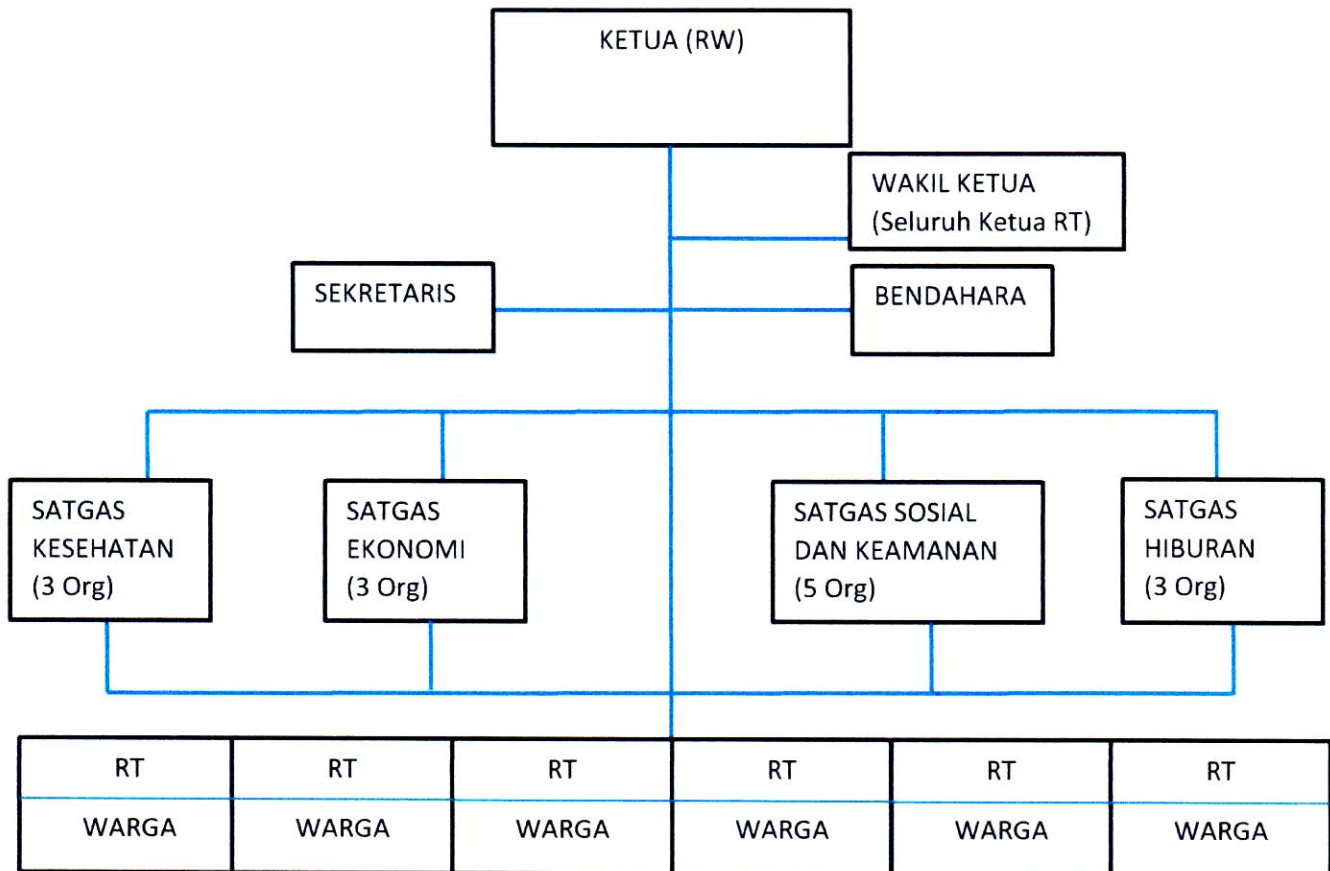 KETUA (RW)
WAKIL KETUA
(Seluruh Ketua RT)
SEKRETARIS
BENDAHARA
SATGAS
KESEHATAN
(3 Org)
SATGAS
EKONOMI
(3 Org)
SATGAS SOSIAL
DAN KEAMANAN
(5 Org)
SATGAS
HIBURAN
(3 Org)
RT RT RT RT RT RT
WARGA WARGA WARGA WARGA WARGA WARGA